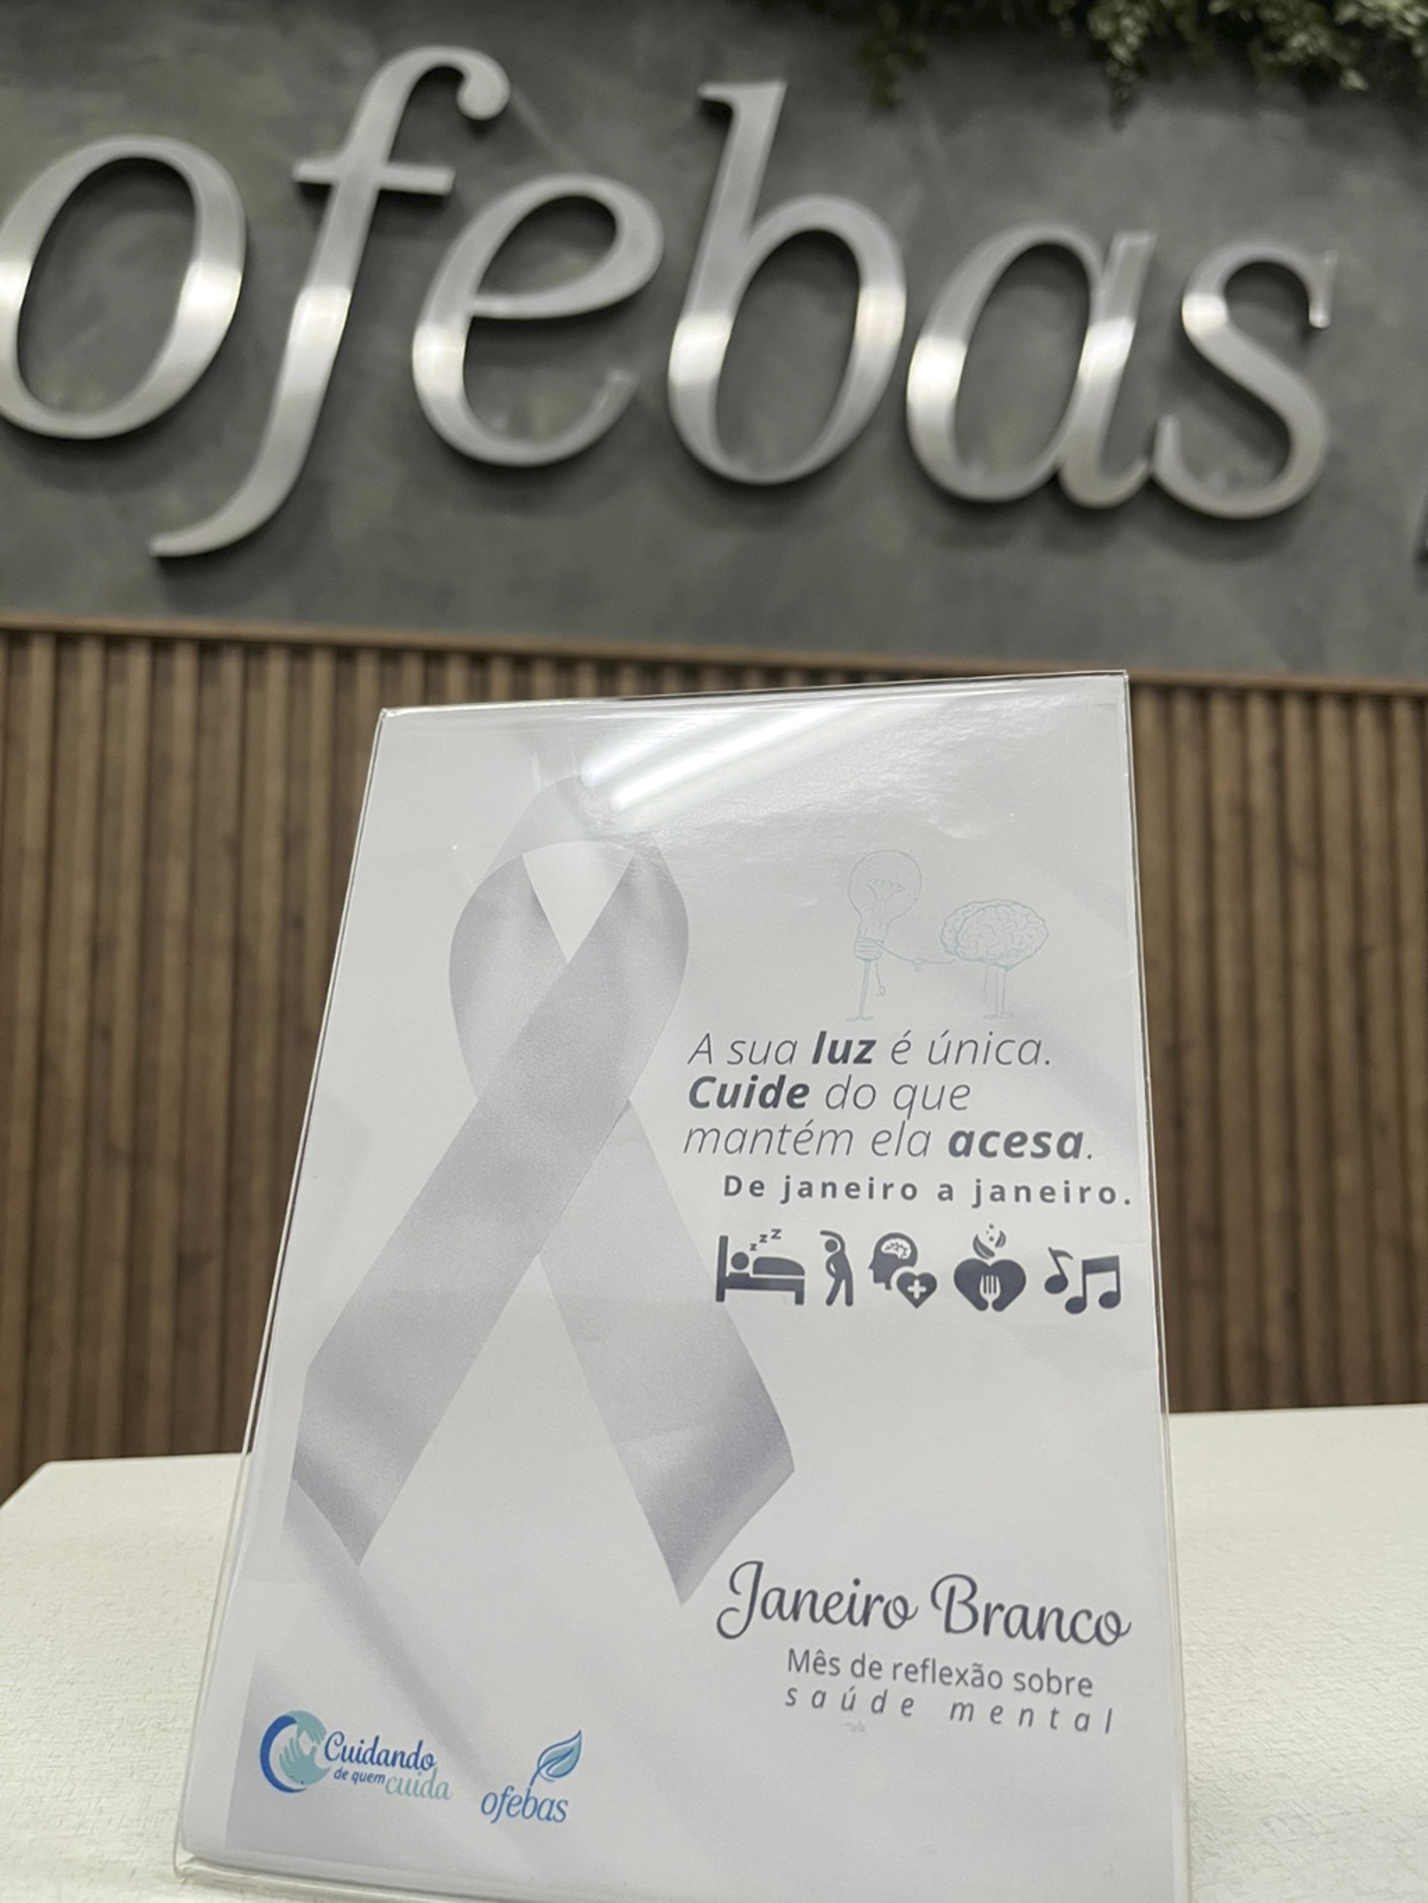 ofebas
A sua luz é única.
Cuide do que
mantém ela acesa.
De janeiro a janeiro.
z z z
Janeiro Branco
Mês de reflexão sobre
saúde mental
Cuidando
de quem cuida
ofebas